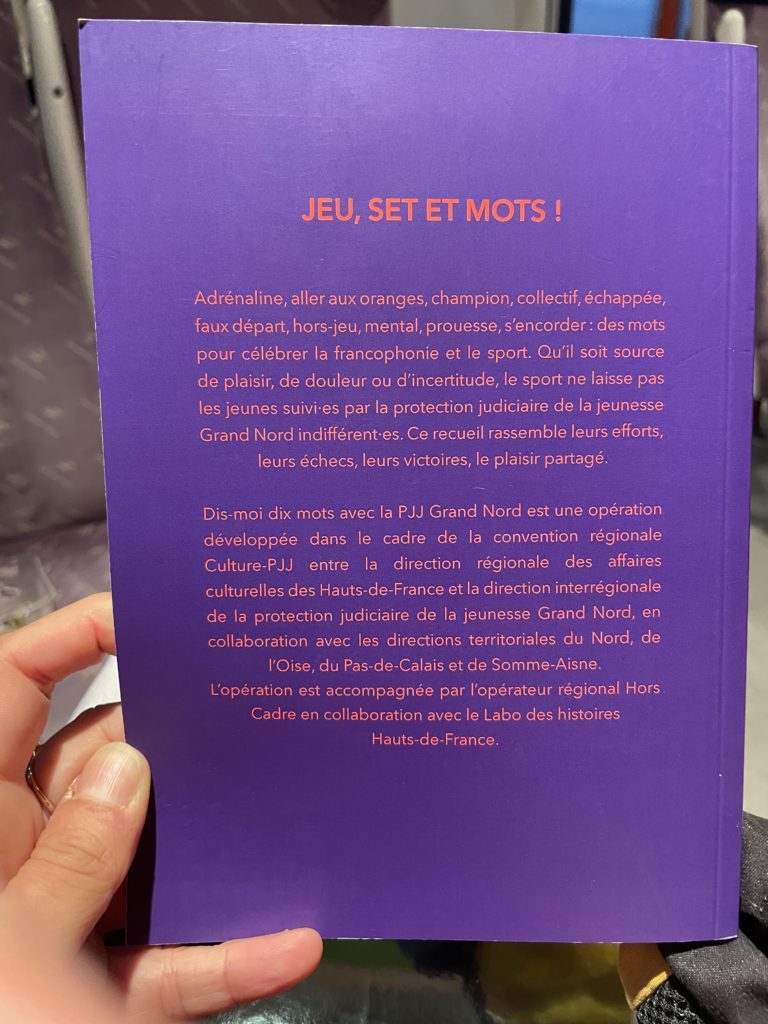 JEU, SET ET MOTS !
Adrénaline, aller aux oranges, champion, collectif, échappée,
faux départ, hors-jeu, mental, prouesse, s'encorder : des mots
pour célébrer la francophonie et le sport. Qu'il soit source
de plaisir, de douleur ou d'incertitude, le sport ne laisse pas
les jeunes suivi·es par la protection judiciaire de la jeunesse
Grand Nord indifférent·es. Ce recueil rassemble leurs efforts,
leurs échecs, leurs victoires, le plaisir partagé.
Dis-moi dix mots avec la PJJ Grand Nord est une opération
développée dans le cadre de la convention régionale
Culture-PJJ entre la direction régionale des affaires
culturelles des Hauts-de-France et la direction interrégionale
de la protection judiciaire de la jeunesse Grand Nord, en
collaboration avec les directions territoriales du Nord, de
l'Oise, du Pas-de-Calais et de Somme-Aisne.
L'opération est accompagnée par l'opérateur régional Hors
Cadre en collaboration avec le Labo des histoires
Hauts-de-France.